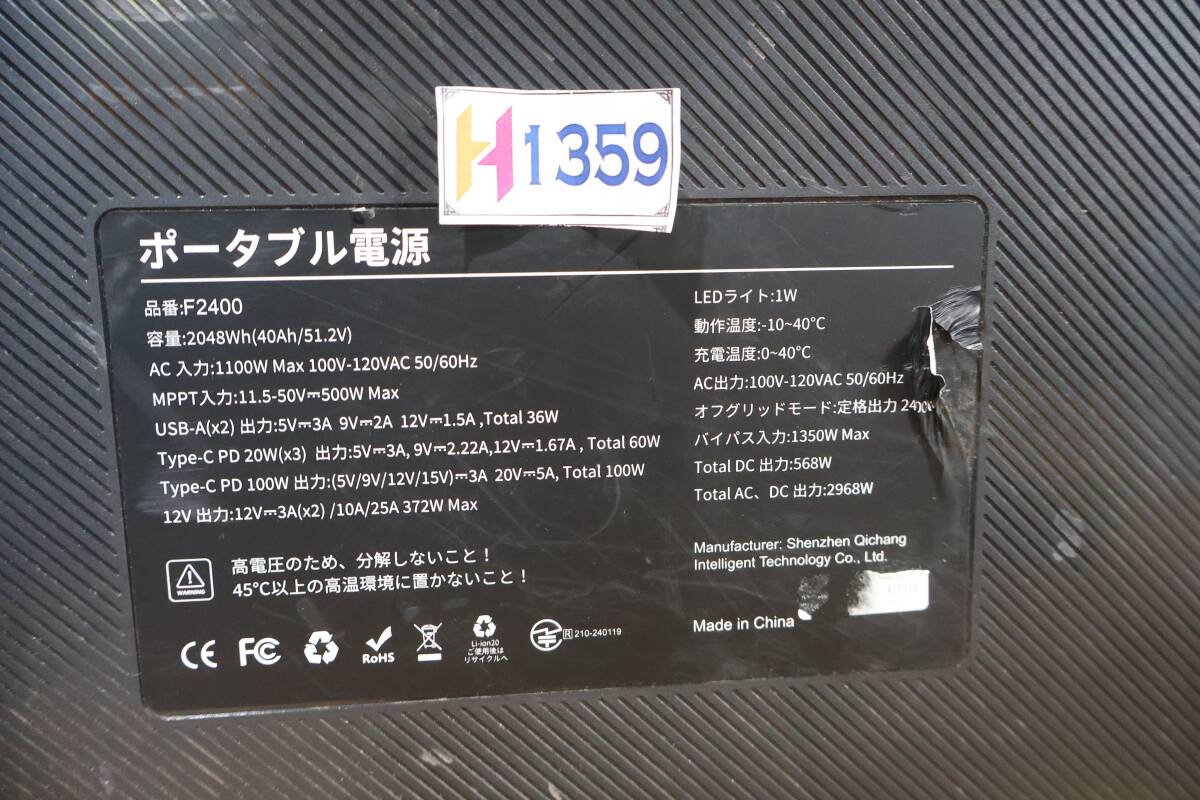 H1359
ポータブル電源
品番:F2400
容量:2048Wh(40Ah/51.2V)
AC 入力:1100W Max 100V-120VAC 50/60Hz
MPPT入力:11.5-50V⎓500W Max
USB-A(x2) 出力:5V⎓3A 9V⎓2A 12V⎓1.5A ,Total 36W
Type-C PD 20W(x3) 出力:5V⎓3A, 9V⎓2.22A,12V⎓1.67A , Total 60W
Type-C PD 100W 出力:(5V/9V/12V/15V)⎓3A 20V⎓5A, Total 100W
12V 出力:12V⎓3A(x2) /10A/25A 372W Max
LEDライト:1W
動作温度:-10~40℃
充電温度:0~40℃
AC出力:100V-120VAC 50/60Hz
オフグリッドモード:定格出力
バイパス入力:1350W Max
Total DC 出力:568W
Total AC、DC 出力:2968W
高電圧のため、分解しないこと！
45℃以上の高温環境に置かないこと！
WARNING
Manufacturer: Shenzhen Qichang
Intelligent Technology Co., Ltd.
Made in China
CE FC
RoHS
Li-ion20
ご使用後は
リサイクルへ
R 210-240119